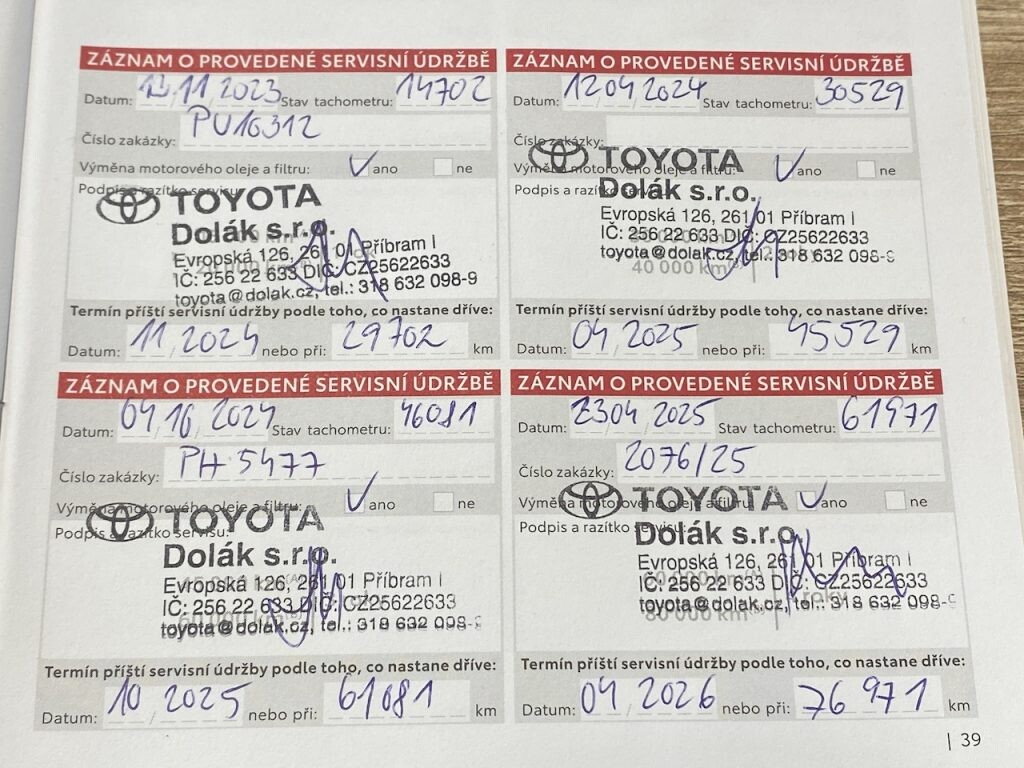 ZÁZNAM O PROVEDENÉ SERVISNÍ ÚDRŽBĚ
Datum: 13 11 2023 Stav tachometru: 14702
Číslo zakázky: PU16312
Výměna motorového oleje a filtru: ano ne
Podpis a razítko servisu:
TOYOTA
Dolák s.r.o.
Evropská 126, 261 01 Příbram I
IČ: 256 22 633 DIČ: CZ25622633
toyota@dolak.cz, tel.: 318 632 098-9
Termín příští servisní údržby podle toho, co nastane dříve:
Datum: 11 2024 nebo při: 29702 km
ZÁZNAM O PROVEDENÉ SERVISNÍ ÚDRŽBĚ
Datum: 12 04 2024 Stav tachometru: 30529
Číslo zakázky:
Výměna motorového oleje a filtru: ano ne
Podpis a razítko servisu:
TOYOTA
Dolák s.r.o.
Evropská 126, 261 01 Příbram I
IČ: 256 22 633 DIČ: CZ25622633
toyota@dolak.cz, tel.: 318 632 098-9
40 000 km
Termín příští servisní údržby podle toho, co nastane dříve:
Datum: 04 2025 nebo při: 45529 km
ZÁZNAM O PROVEDENÉ SERVISNÍ ÚDRŽBĚ
Datum: 04 10 2024 Stav tachometru: 46081
Číslo zakázky: PH5477
Výměna motorového oleje a filtru: ano ne
Podpis a razítko servisu:
TOYOTA
Dolák s.r.o.
Evropská 126, 261 01 Příbram I
IČ: 256 22 633 DIČ: CZ25622633
toyota@dolak.cz, tel.: 318 632 098-9
Termín příští servisní údržby podle toho, co nastane dříve:
Datum: 10 2025 nebo při: 61081 km
ZÁZNAM O PROVEDENÉ SERVISNÍ ÚDRŽBĚ
Datum: 23 04 2025 Stav tachometru: 61971
Číslo zakázky: 2076/25
Výměna motorového oleje a filtru: ano ne
Podpis a razítko servisu:
TOYOTA
Dolák s.r.o.
Evropská 126, 261 01 Příbram I
IČ: 256 22 633 DIČ: CZ25622633
toyota@dolak.cz, tel.: 318 632 098-9
80 000 km
Termín příští servisní údržby podle toho, co nastane dříve:
Datum: 04 2026 nebo při: 76971 km
| 39